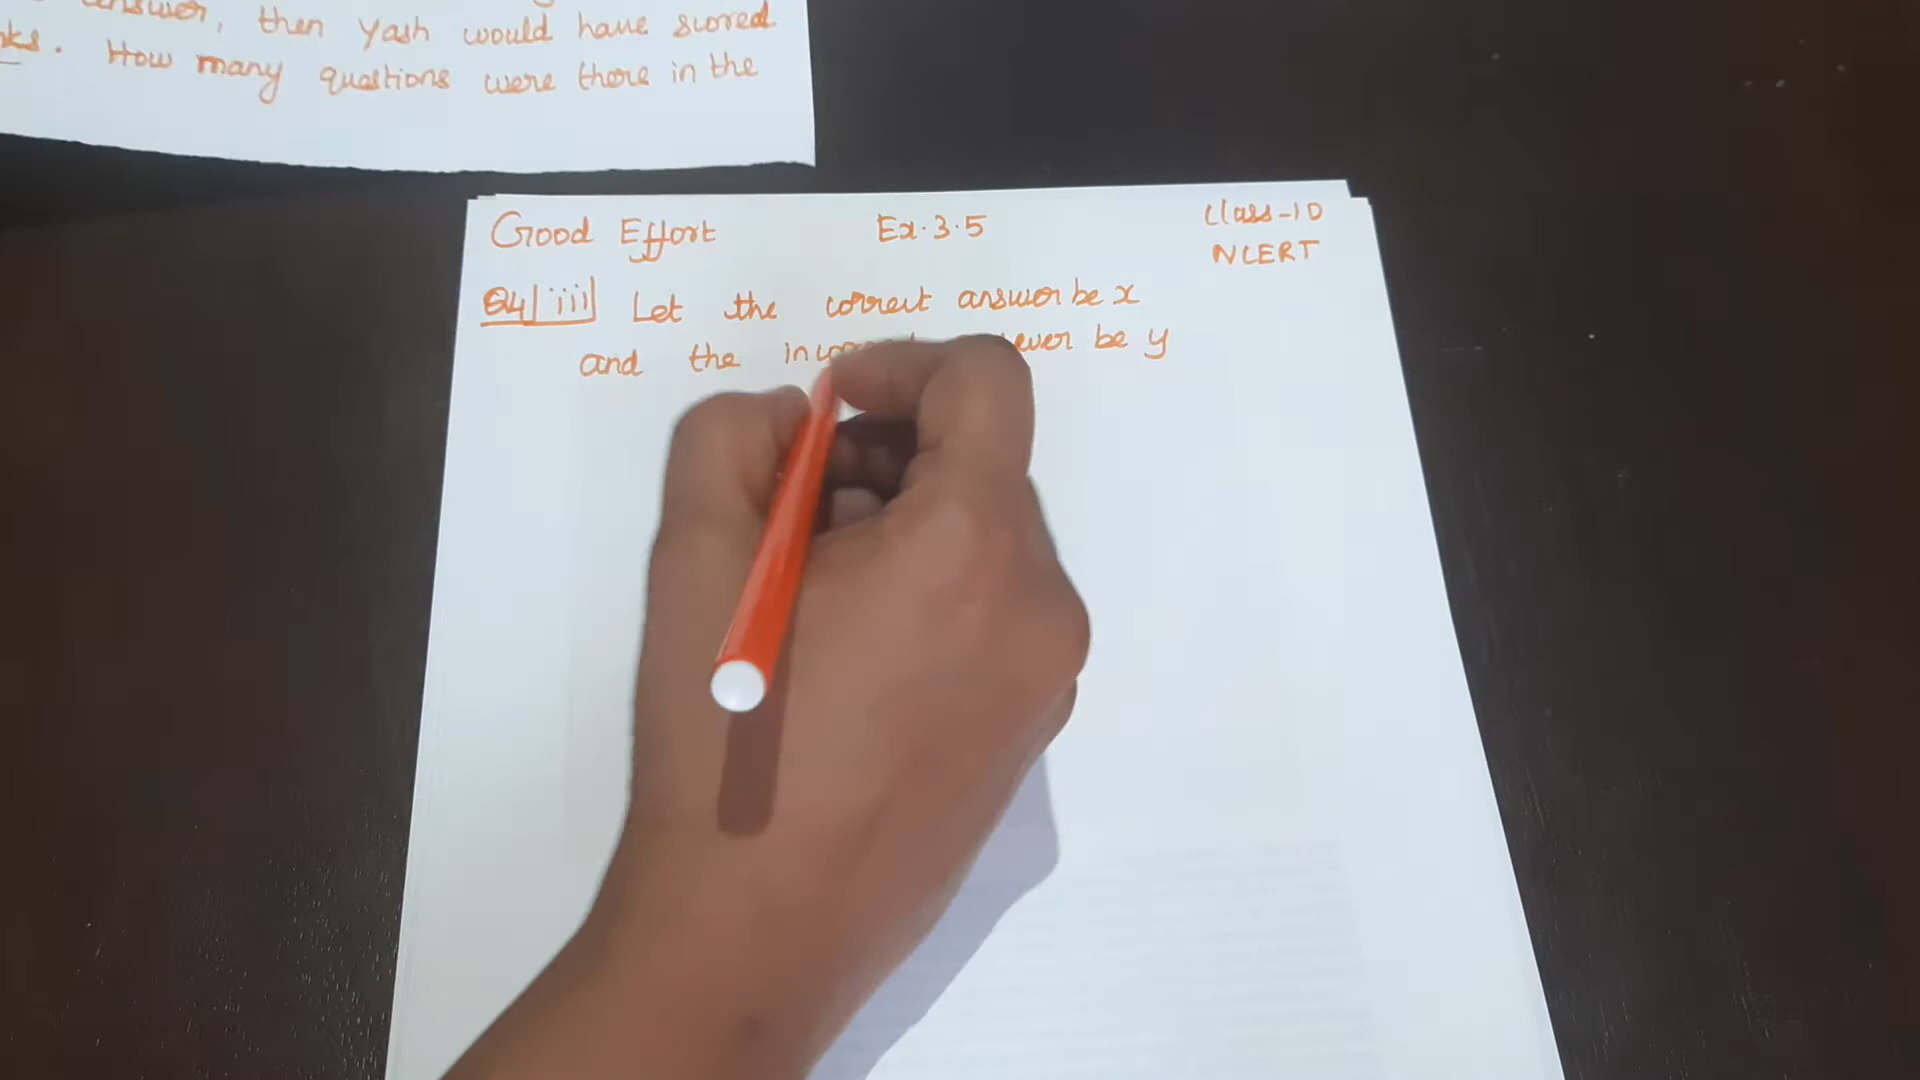 answer, then Yash would have scored
ks. How many questions were there in the
Good Effort Ex.3.5 Class-10
NCERT
Q4/iii Let the correct answer be x
and the be y